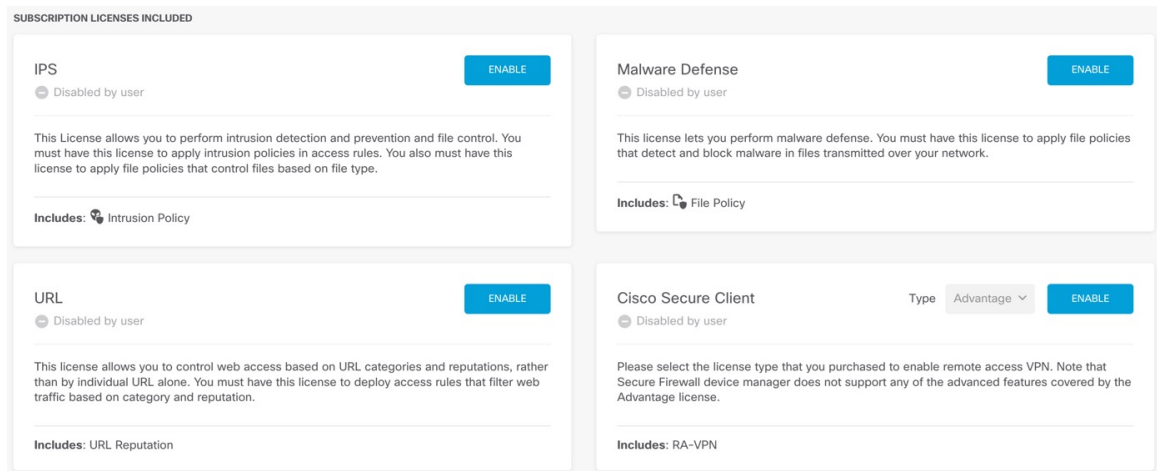 SUBSCRIPTION LICENSES INCLUDED
IPS
ENABLE
Disabled by user
This License allows you to perform intrusion detection and prevention and file control. You
must have this license to apply intrusion policies in access rules. You also must have this
license to apply file policies that control files based on file type.
Includes: Intrusion Policy
Malware Defense
ENABLE
Disabled by user
This license lets you perform malware defense. You must have this license to apply file policies
that detect and block malware in files transmitted over your network.
Includes: File Policy
URL
ENABLE
Disabled by user
This license allows you to control web access based on URL categories and reputations, rather
than by individual URL alone. You must have this license to deploy access rules that filter web
traffic based on category and reputation.
Includes: URL Reputation
Cisco Secure Client
Type Advantage
ENABLE
Disabled by user
Please select the license type that you purchased to enable remote access VPN. Note that
Secure Firewall device manager does not support any of the advanced features covered by the
Advantage license.
Includes: RA-VPN